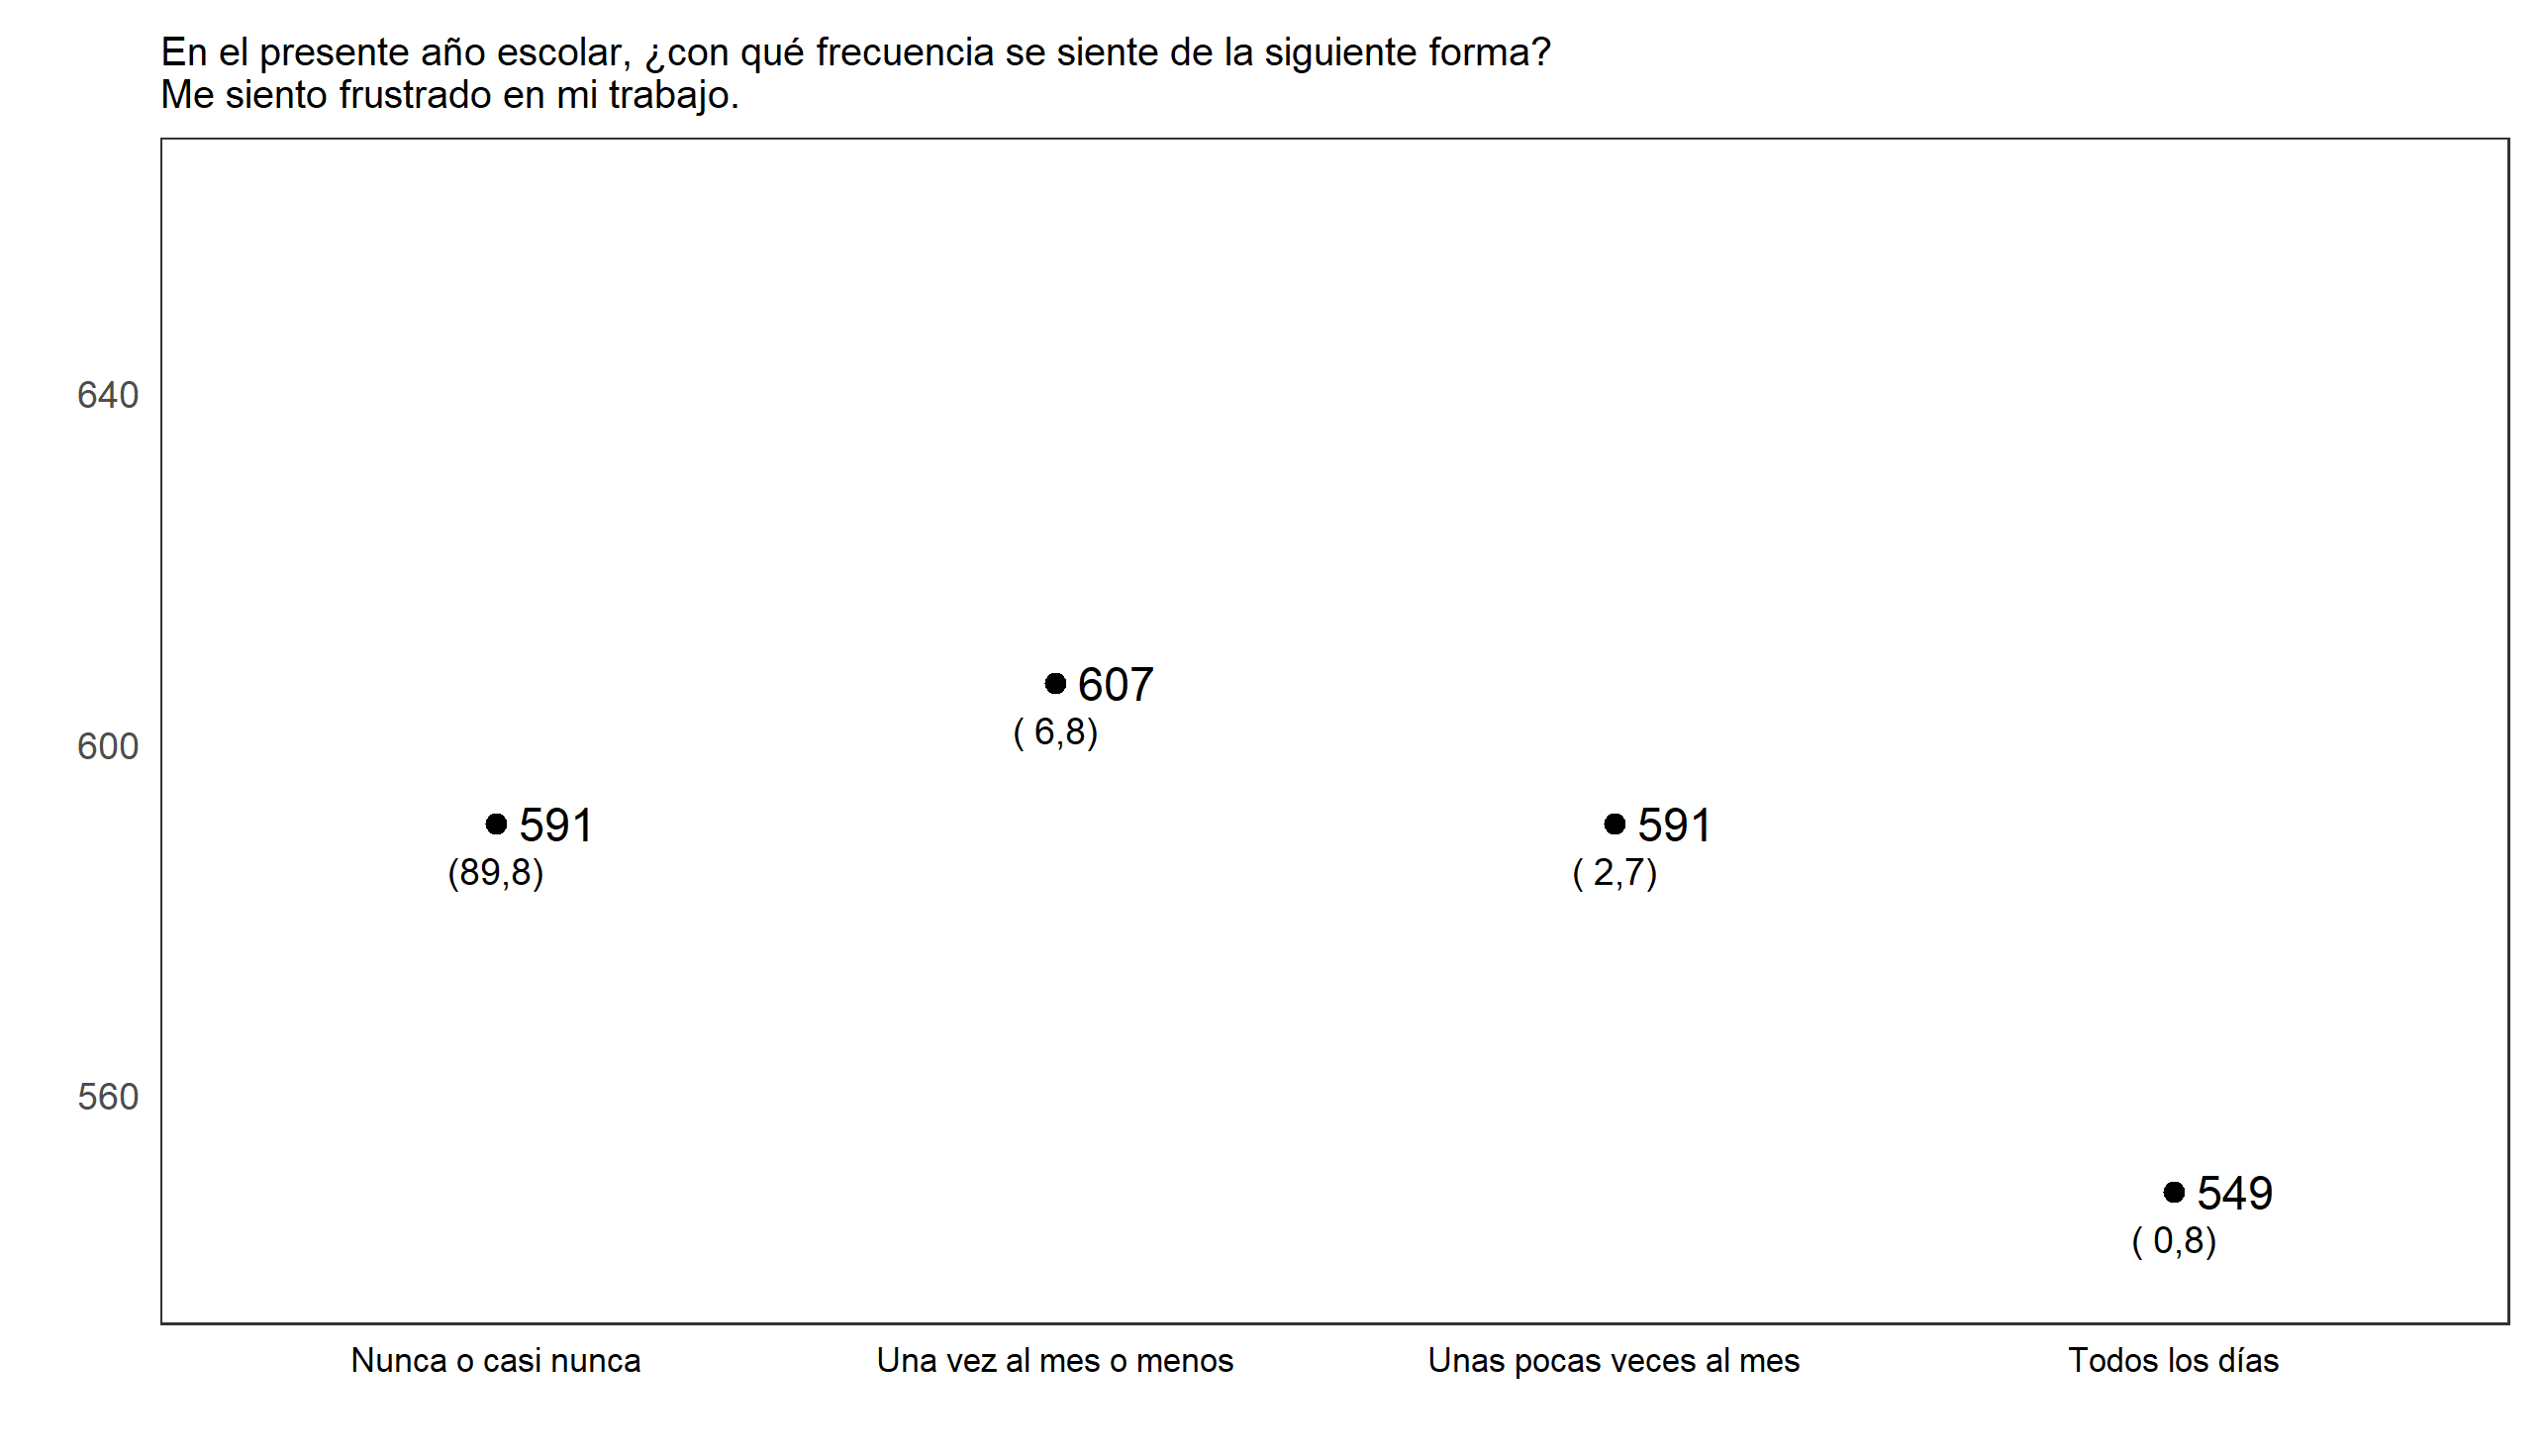 En el presente año escolar, ¿con qué frecuencia se siente de la siguiente forma?
Me siento frustrado en mi trabajo.
640
600
560
591
(89,8)
607
( 6,8)
591
( 2,7)
549
( 0,8)
Nunca o casi nunca
Una vez al mes o menos
Unas pocas veces al mes
Todos los días